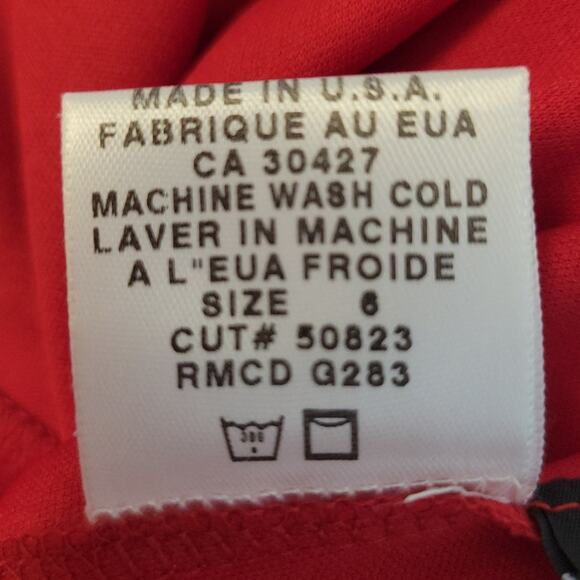 MADE IN U.S.A.
FABRIQUE AU EUA
CA 30427
MACHINE WASH COLD
LAVER IN MACHINE
A L"EUA FROIDE
SIZE 6
CUT# 50823
RMCD G283